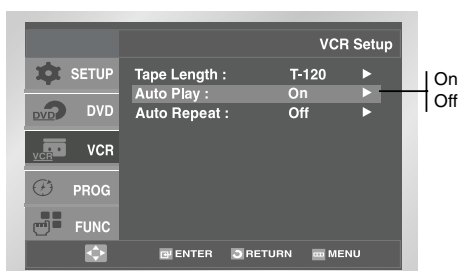 VCR Setup
SETUP
DVD DVD
VCR VCR
PROG
FUNC
Tape Length : T-120 ►
Auto Play : On ►
Auto Repeat : Off ►
On
Off
ENTER RETURN MENU